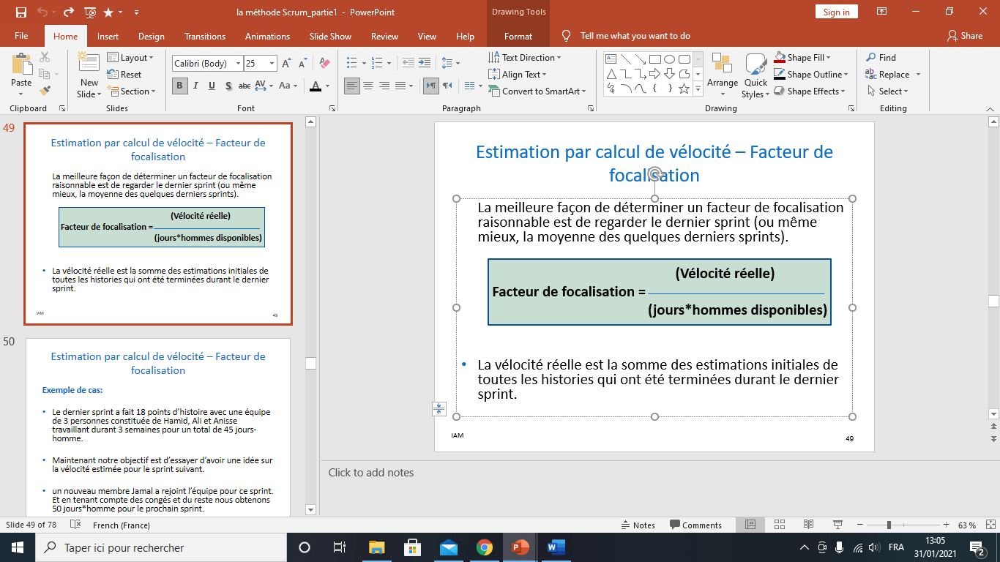 la méthode Scrum_partie1 - PowerPoint
Drawing Tools
Sign in
File
Home
Insert
Design
Transitions
Animations
Slide Show
Review
View
Help
Format
Tell me what you want to do
Share
Paste
New
Slide
Layout
Reset
Section
Calibri (Body)
25
B I U S abc AV Aa A
Text Direction
Align Text
Convert to SmartArt
Arrange
Quick
Styles
Shape Fill
Shape Outline
Shape Effects
Find
Replace
Select
Clipboard
Slides
Font
Paragraph
Drawing
Editing
49
Estimation par calcul de vélocité – Facteur de
focalisation
La meilleure façon de déterminer un facteur de focalisation
raisonnable est de regarder le dernier sprint (ou même
mieux, la moyenne des quelques derniers sprints).
(Vélocité réelle)
Facteur de focalisation =
(jours*hommes disponibles)
• La vélocité réelle est la somme des estimations initiales de
toutes les histories qui ont été terminées durant le dernier
sprint.
IAM
49
50
Estimation par calcul de vélocité – Facteur de
focalisation
Exemple de cas:
• Le dernier sprint a fait 18 points d’histoire avec une équipe
de 3 personnes constituée de Hamid, Ali et Anisse
travaillant durant 3 semaines pour un total de 45 jours-
homme.
• Maintenant notre objectif est d’essayer d’avoir une idée sur
la vélocité estimée pour le sprint suivant.
• un nouveau membre Jamal a rejoint l’équipe pour ce sprint.
Et en tenant compte des congés et du reste nous obtenons
50 jours*homme pour le prochain sprint.
Estimation par calcul de vélocité – Facteur de
focalisation
La meilleure façon de déterminer un facteur de focalisation
raisonnable est de regarder le dernier sprint (ou même
mieux, la moyenne des quelques derniers sprints).
(Vélocité réelle)
Facteur de focalisation =
(jours*hommes disponibles)
• La vélocité réelle est la somme des estimations initiales de
toutes les histories qui ont été terminées durant le dernier
sprint.
IAM
49
Click to add notes
Slide 49 of 78
French (France)
Notes
Comments
63 %
Taper ici pour rechercher
FRA
13:05
31/01/2021
2